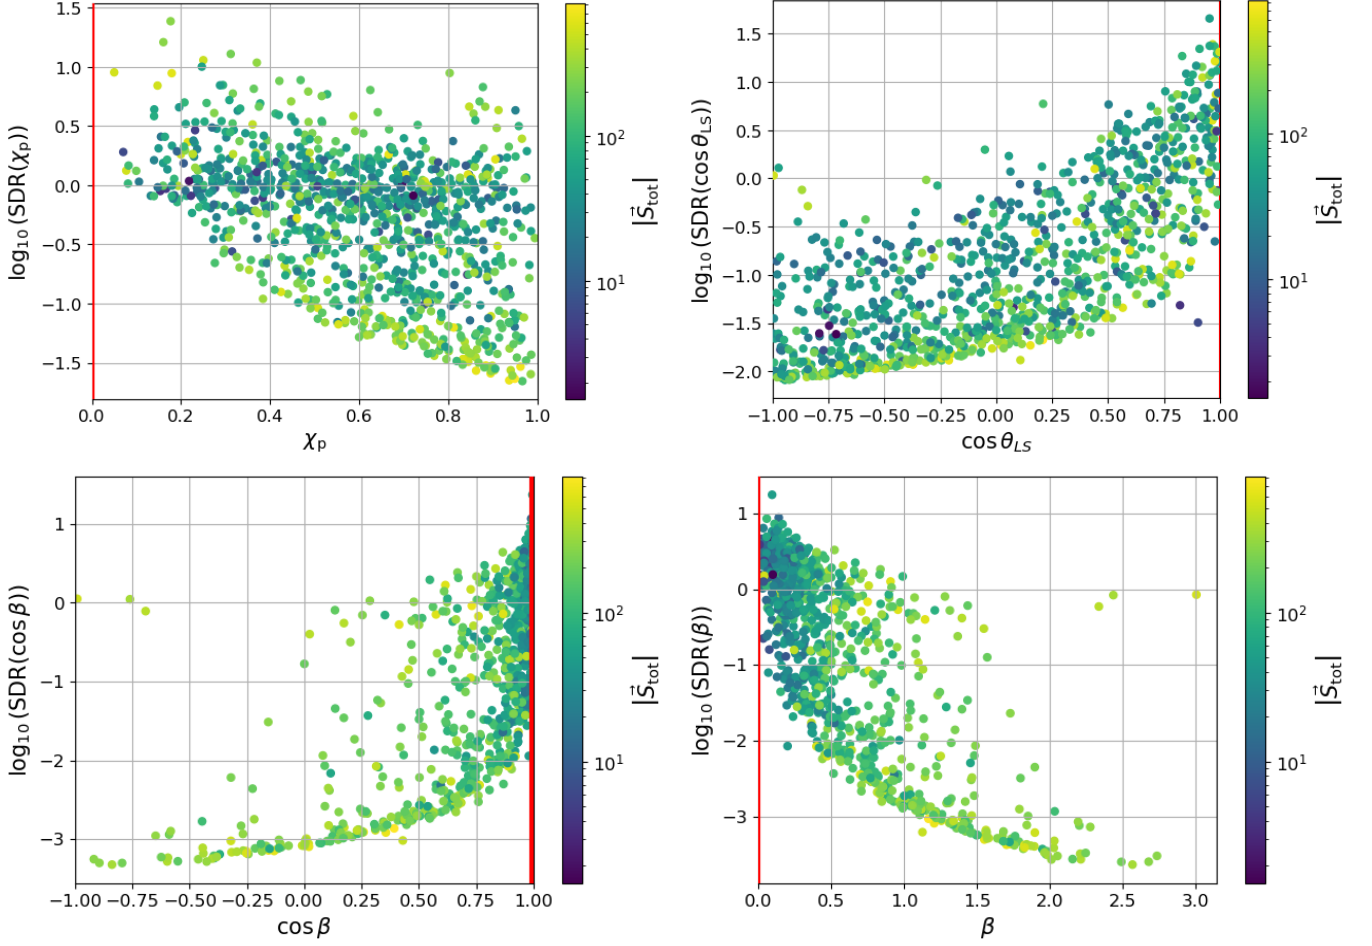 1.5
1.0
0.5
0.0
−0.5
−1.0
−1.5
log₁₀(SDR(χₚ))
0.0 0.2 0.4 0.6 0.8 1.0
χₚ
10²
10¹
|S⃗ₜₒₜ|
1.5
1.0
0.5
0.0
−0.5
−1.0
−1.5
−2.0
log₁₀(SDR(cos θ_LS))
−1.00 −0.75 −0.50 −0.25 0.00 0.25 0.50 0.75 1.00
cos θ_LS
10²
10¹
|S⃗ₜₒₜ|
1
0
−1
−2
−3
log₁₀(SDR(cos β))
−1.00 −0.75 −0.50 −0.25 0.00 0.25 0.50 0.75 1.00
cos β
10²
10¹
|S⃗ₜₒₜ|
1
0
−1
−2
−3
log₁₀(SDR(β))
0.0 0.5 1.0 1.5 2.0 2.5 3.0
β
10²
10¹
|S⃗ₜₒₜ|